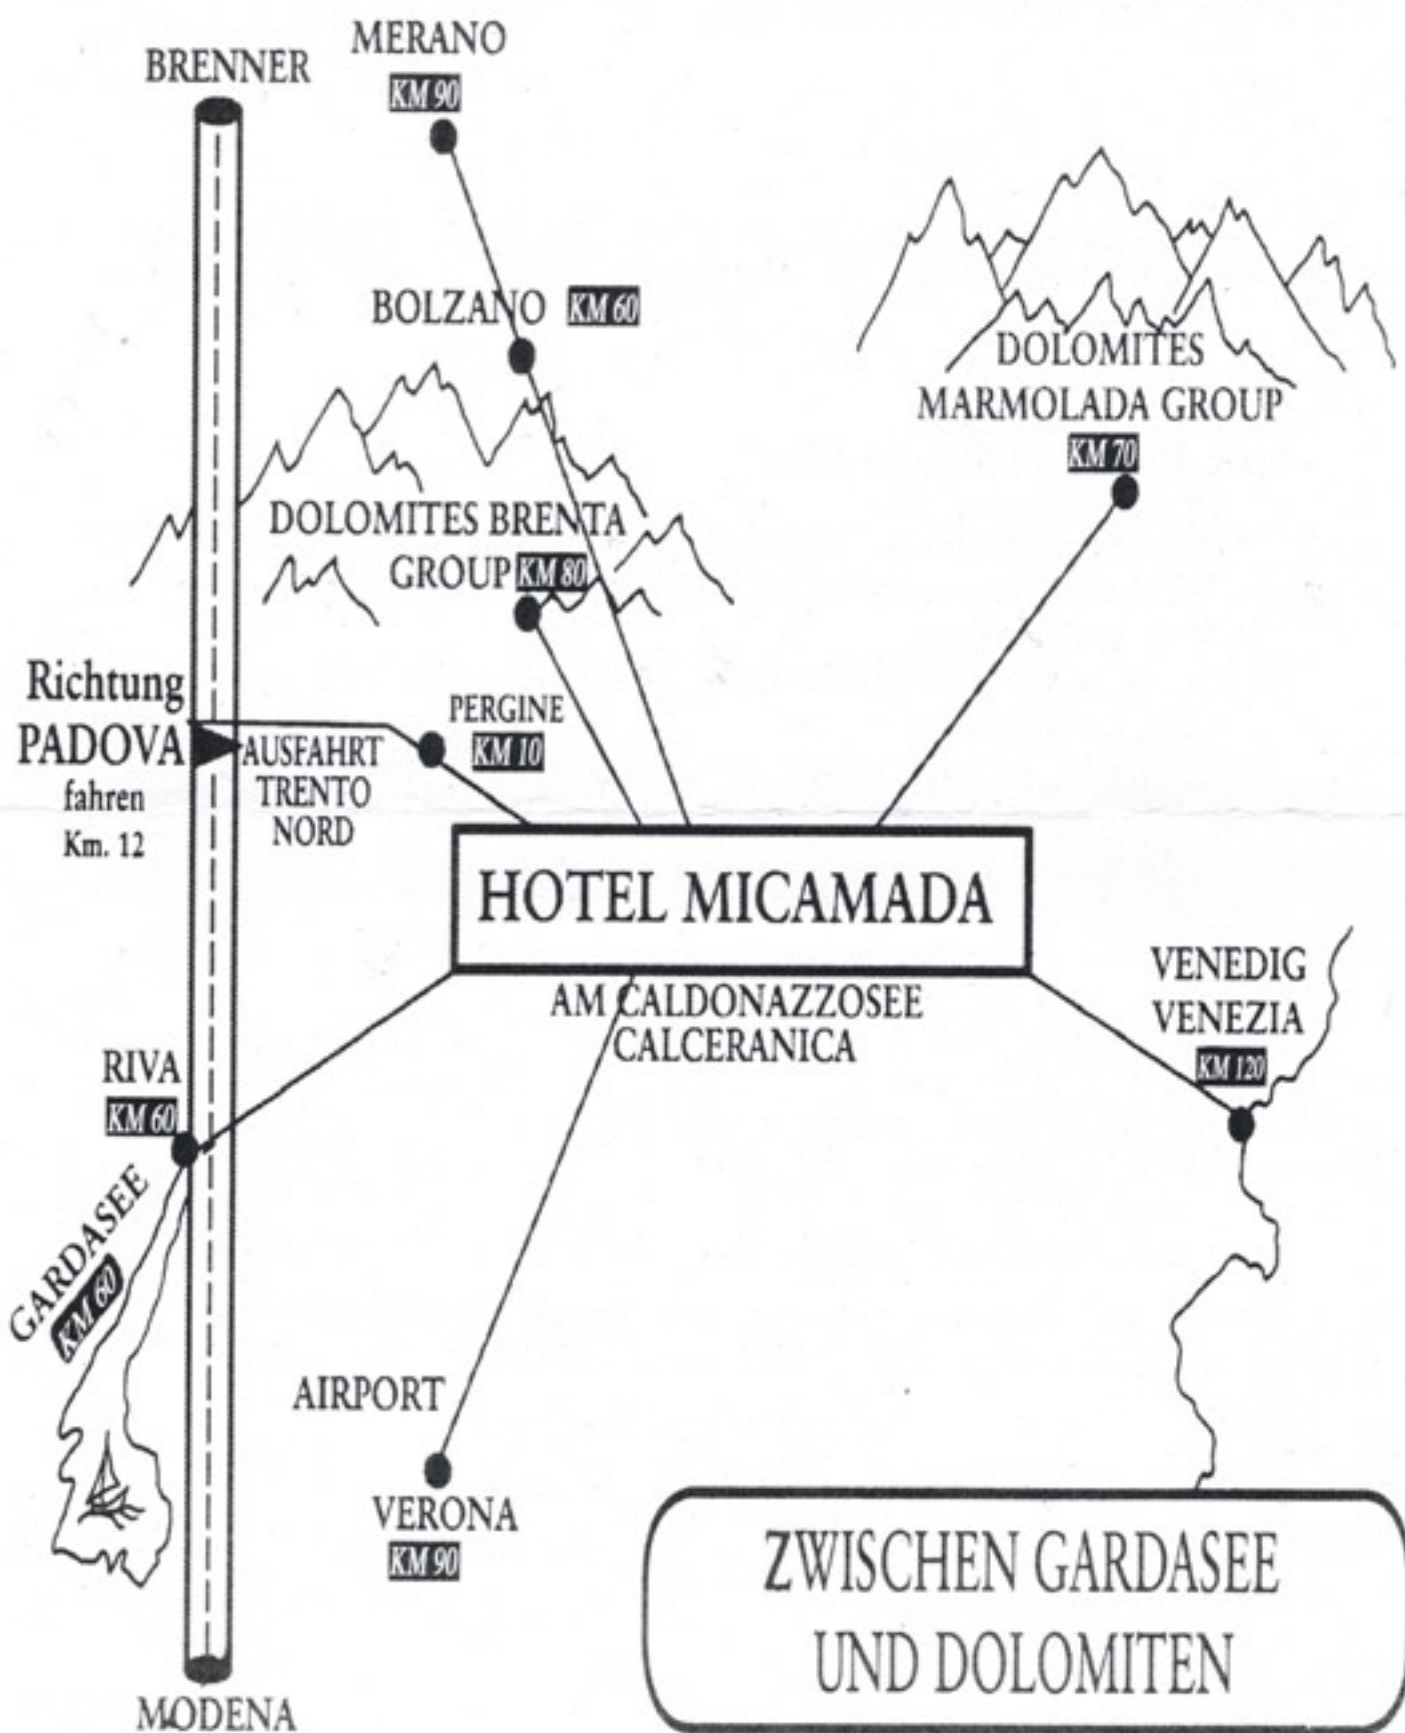 MERANO
BRENNER
KM 90
BOLZANO KM 60
DOLOMITES
MARMOLADA GROUP
KM 70
DOLOMITES BRENTA
GROUP KM 80
Richtung
PADOVA
fahren
Km. 12
AUSFAHRT
TRENTO
NORD
PERGINE
KM 10
HOTEL MICAMADA
AM CALDONAZZOSEE
CALCERANICA
VENEDIG
VENEZIA
KM 120
RIVA
KM 60
GARDASEE
KM 60
AIRPORT
VERONA
KM 90
ZWISCHEN GARDASEE
UND DOLOMITEN
MODENA